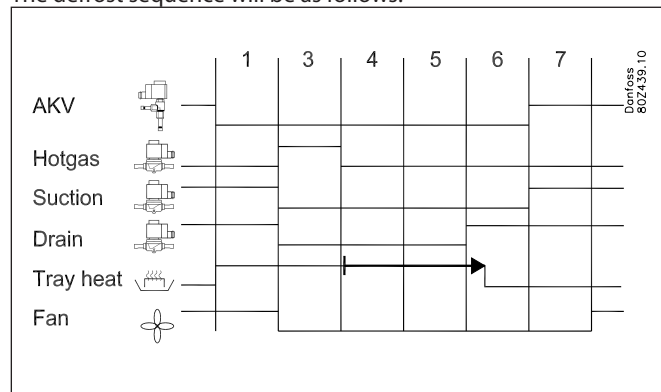 The defrost sequence will be as follows:
1 3 4 5 6 7
AKV
Hotgas
Suction
Drain
Tray heat
Fan
Danfoss
80Z439.10